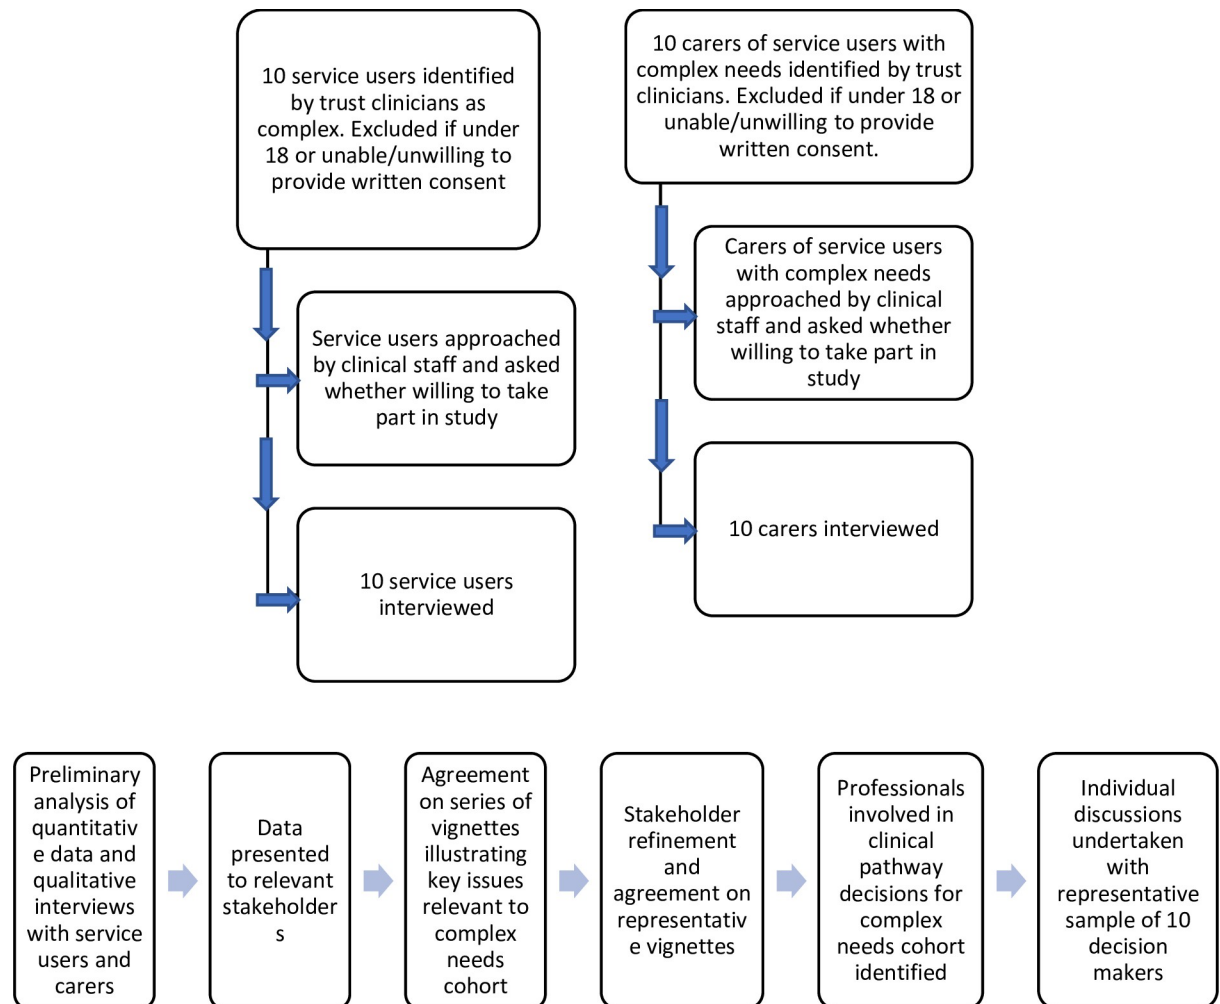 10 service users identified
by trust clinicians as
complex. Excluded if under
18 or unable/unwilling to
provide written consent
Service users approached
by clinical staff and asked
whether willing to take
part in study
10 service users
interviewed
10 carers of service users with
complex needs identified by trust
clinicians. Excluded if under 18 or
unable/unwilling to provide
written consent.
Carers of service users
with complex needs
approached by clinical
staff and asked whether
willing to take part in
study
10 carers interviewed
Preliminary
analysis of
quantitativ
e data and
qualitative
interviews
with service
users and
carers
Data
presented
to relevant
stakeholder
s
Agreement
on series of
vignettes
illustrating
key issues
relevant to
complex
needs
cohort
Stakeholder
refinement
and
agreement on
representativ
e vignettes
Professionals
involved in
clinical
pathway
decisions for
complex
needs cohort
identified
Individual
discussions
undertaken
with
representative
sample of 10
decision
makers